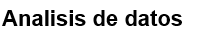 Analisis de datos